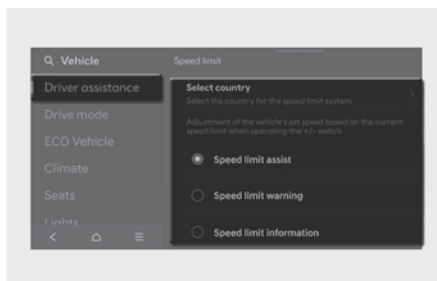 Vehicle
Speed limit
Driver assistance
Drive mode
ECO Vehicle
Climate
Seats
Lights
Select country
Select the country for the speed limit system.
Adjustment of the vehicle's set speed based on the current
speed limit when operating the +/- switch
Speed limit assist
Speed limit warning
Speed limit information